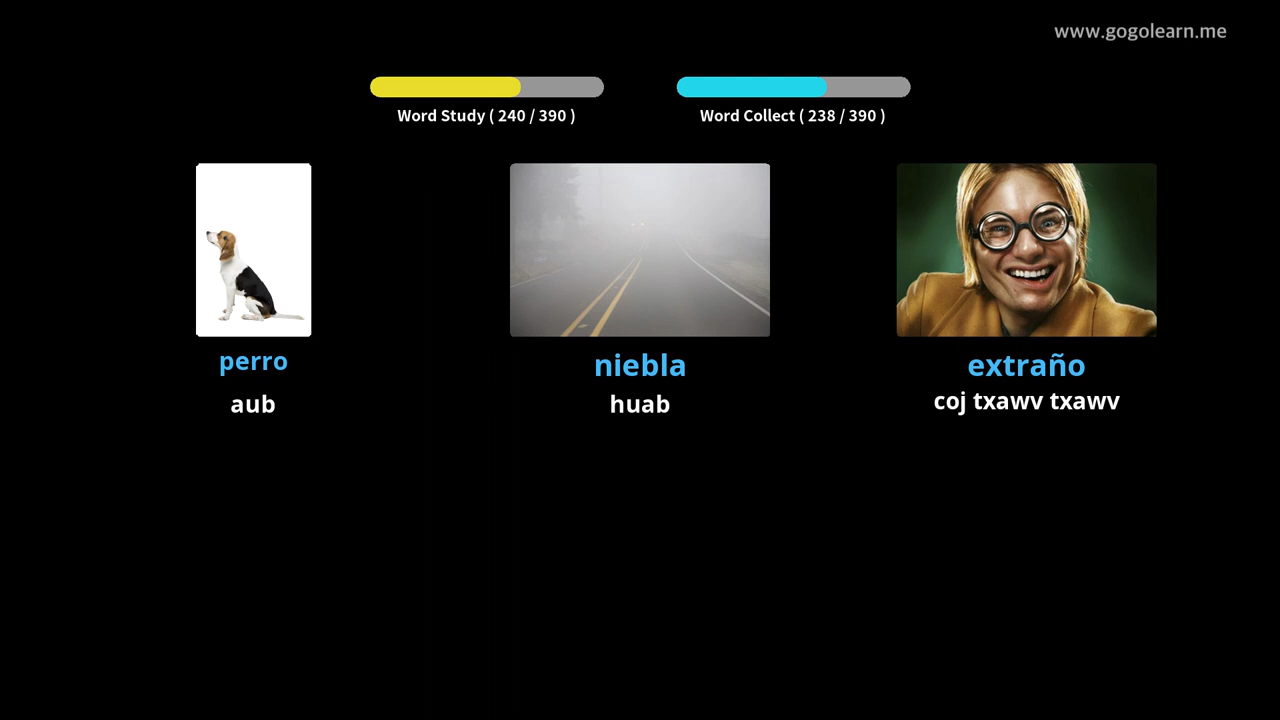 www.gogolearn.me
Word Study ( 240 / 390 )
Word Collect ( 238 / 390 )
perro
niebla
extraño
aub
huab
coj txawv txawv